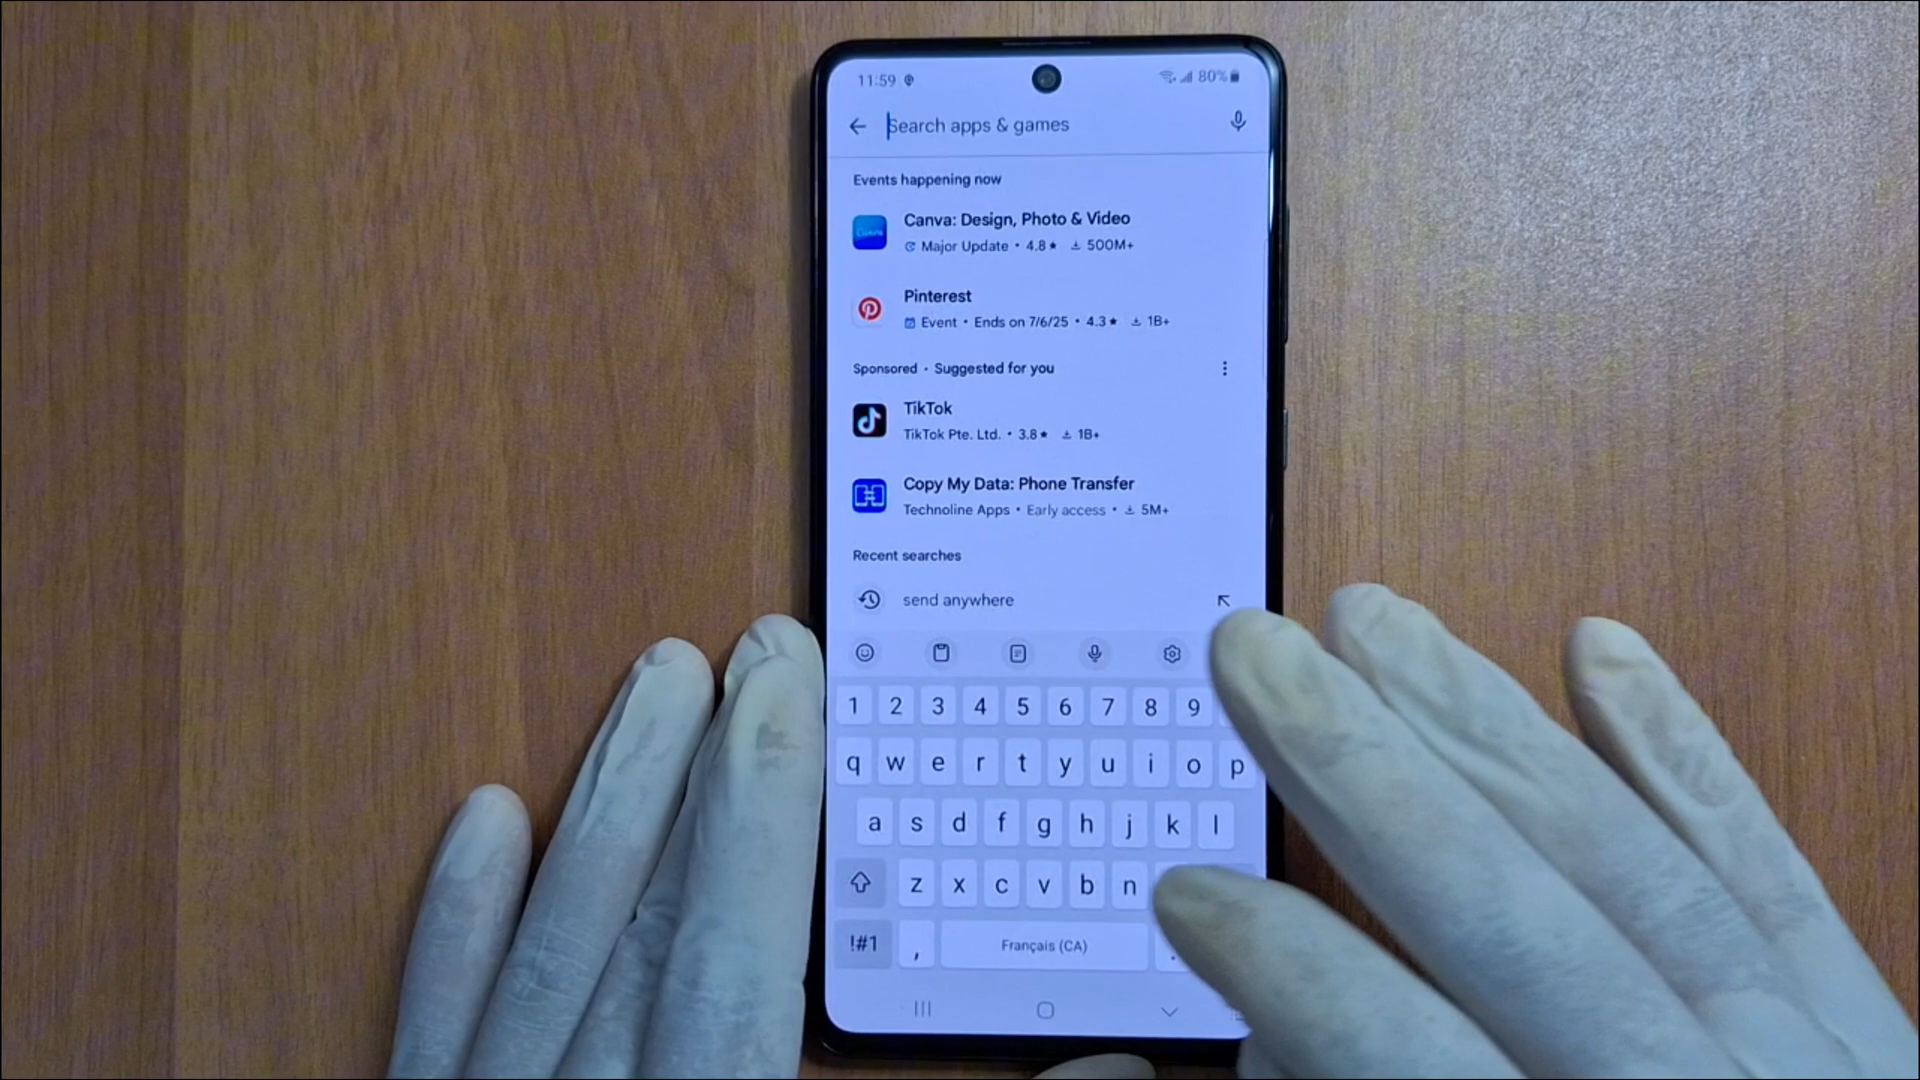 11:59 80%
Search apps & games
Events happening now
Canva: Design, Photo & Video
Canva
Major Update • 4.8★ 500M+
Pinterest
Event • Ends on 7/6/25 • 4.3★ 1B+
Sponsored • Suggested for you
TikTok
TikTok Pte. Ltd. • 3.8★ 1B+
Copy My Data: Phone Transfer
Technoline Apps • Early access • 5M+
Recent searches
send anywhere
1 2 3 4 5 6 7 8 9
q w e r t y u i o p
a s d f g h j k l
z x c v b n
!#1 , Français (CA) .